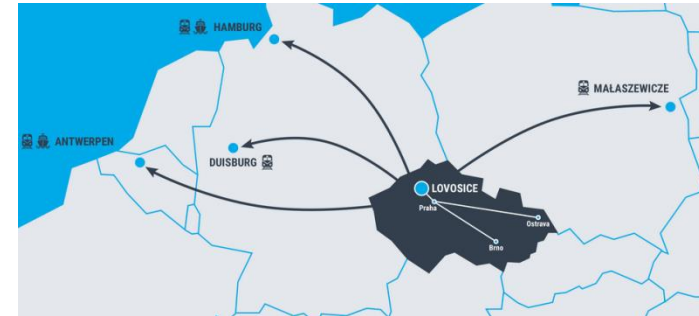 HAMBURG
MAŁASZEWICZE
ANTWERPEN
DUISBURG
LOVOSICE
Praha
Ostrava
Brno